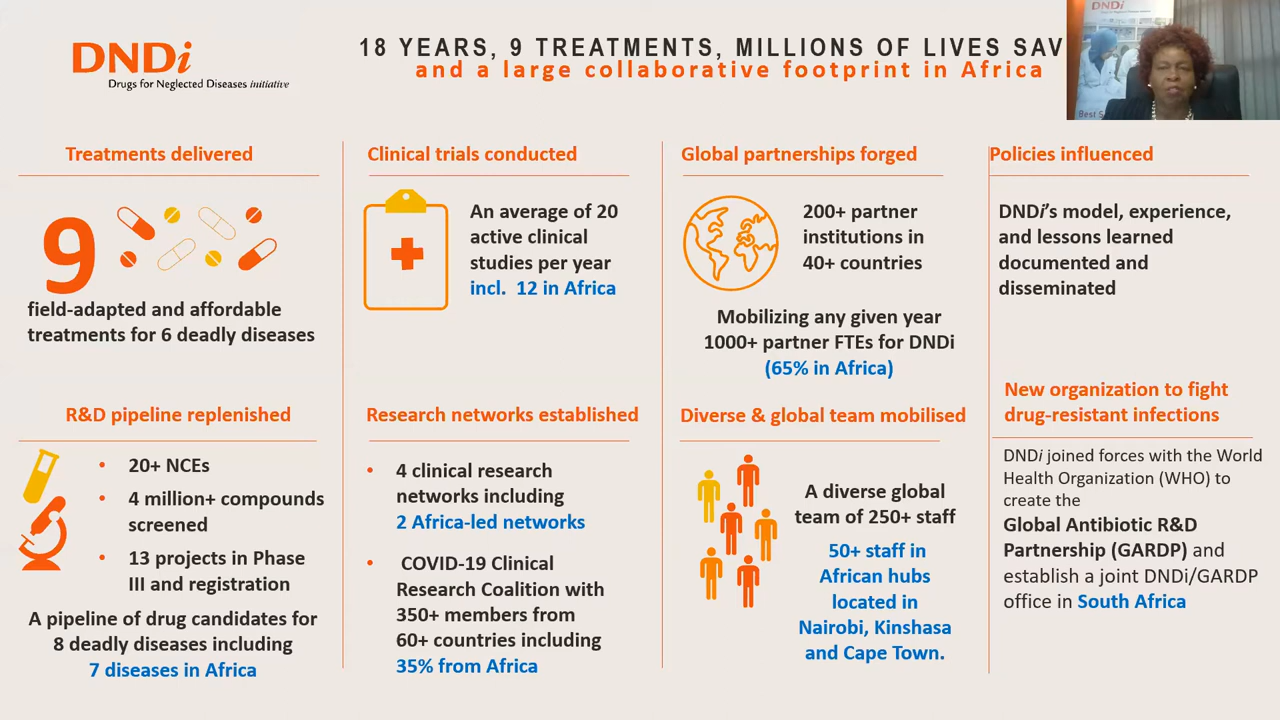 DNDi
Drugs for Neglected Diseases initiative
18 YEARS, 9 TREATMENTS, MILLIONS OF LIVES SAV
and a large collaborative footprint in Africa
DNDi
Best S
Treatments delivered
9
field-adapted and affordable
treatments for 6 deadly diseases
Clinical trials conducted
An average of 20
active clinical
studies per year
incl. 12 in Africa
Global partnerships forged
200+ partner
institutions in
40+ countries
Mobilizing any given year
1000+ partner FTEs for DNDi
(65% in Africa)
Policies influenced
DNDi’s model, experience,
and lessons learned
documented and
disseminated
R&D pipeline replenished
• 20+ NCEs
• 4 million+ compounds
screened
• 13 projects in Phase
III and registration
A pipeline of drug candidates for
8 deadly diseases including
7 diseases in Africa
Research networks established
• 4 clinical research
networks including
2 Africa-led networks
• COVID-19 Clinical
Research Coalition with
350+ members from
60+ countries including
35% from Africa
Diverse & global team mobilised
A diverse global
team of 250+ staff
50+ staff in
African hubs
located in
Nairobi, Kinshasa
and Cape Town.
New organization to fight
drug-resistant infections
DNDi joined forces with the World
Health Organization (WHO) to
create the
Global Antibiotic R&D
Partnership (GARDP) and
establish a joint DNDi/GARDP
office in South Africa